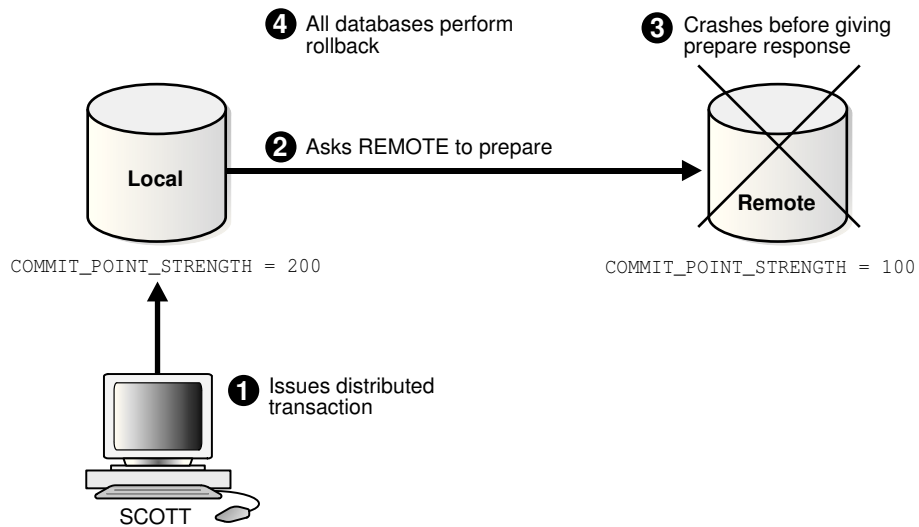 4 All databases perform
rollback
3 Crashes before giving
prepare response
2 Asks REMOTE to prepare
Local
Remote
COMMIT_POINT_STRENGTH = 200
COMMIT_POINT_STRENGTH = 100
1 Issues distributed
transaction
SCOTT